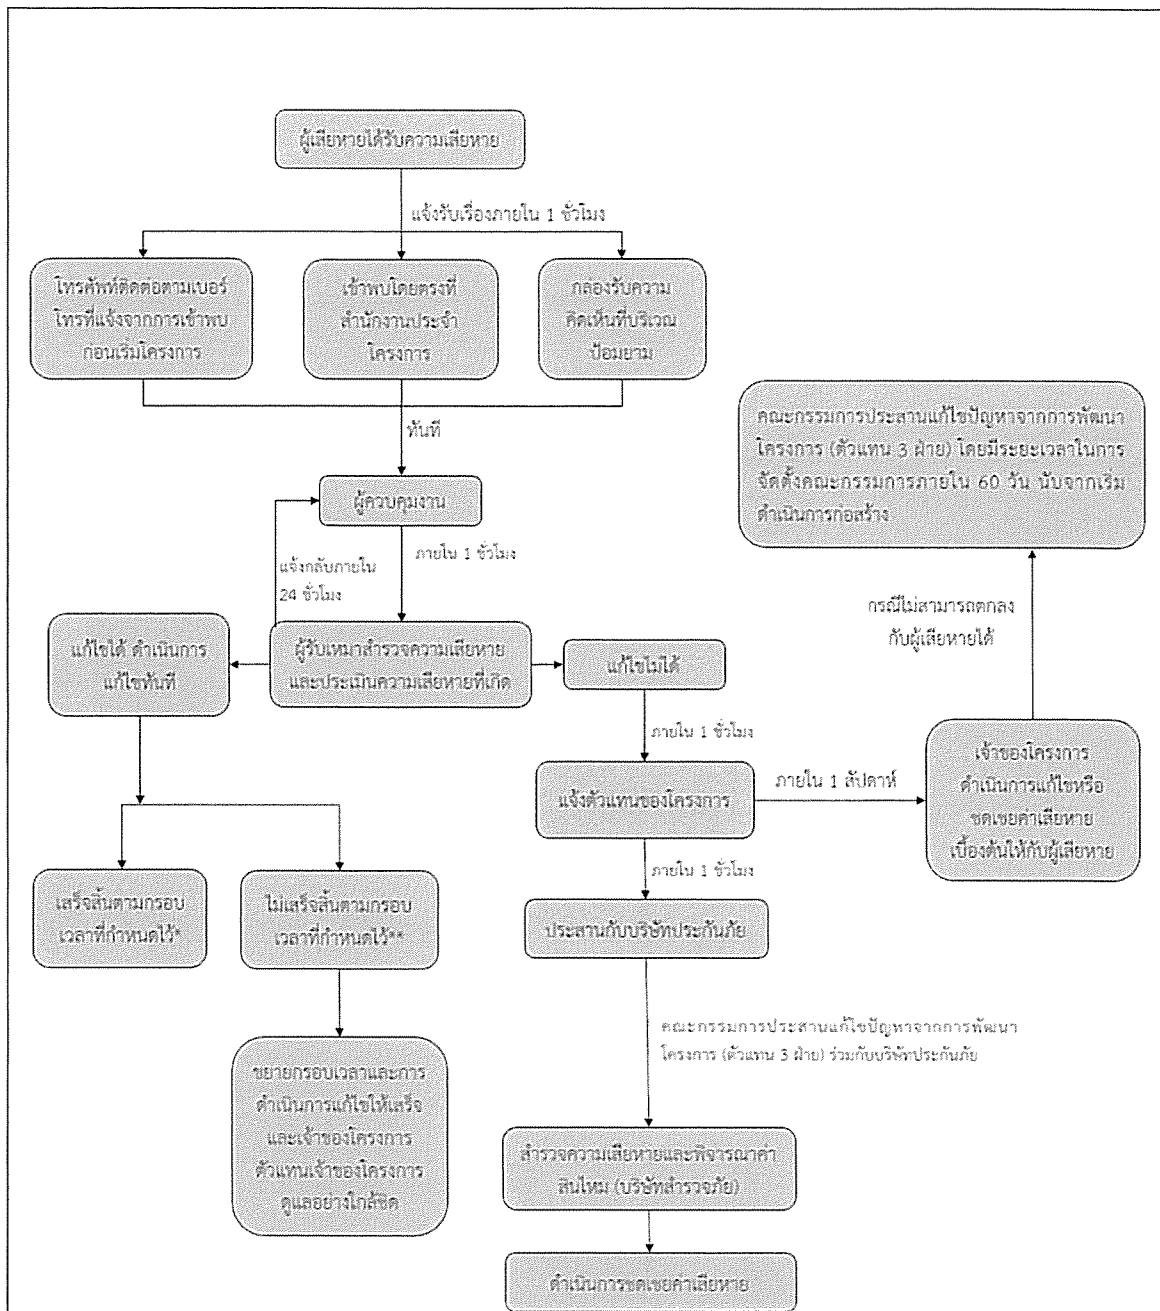 ผู้เสียหายได้รับความเสียหาย
แจ้งรับเรื่องภายใน 1 ชั่วโมง
โทรศัพท์ติดต่อตามเบอร์
โทรที่แจ้งจากการเข้าพบ
ก่อนเริ่มโครงการ
เข้าพบโดยตรงที่
สำนักงานประจำ
โครงการ
กล่องรับความ
คิดเห็นที่บริเวณ
ป้อมยาม
ทันที
คณะกรรมการประสานแก้ไขปัญหาจากการพัฒนา
โครงการ (ตัวแทน 3 ฝ่าย) โดยมีระยะเวลาในการ
จัดตั้งคณะกรรมการภายใน 60 วัน นับจากเริ่ม
ดำเนินการก่อสร้าง
ผู้ควบคุมงาน
แจ้งกลับภายใน
24 ชั่วโมง
ภายใน 1 ชั่วโมง
กรณีไม่สามารถตกลง
กับผู้เสียหายได้
แก้ไขได้ ดำเนินการ
แก้ไขทันที
ผู้รับเหมาสำรวจความเสียหาย
และประเมินความเสียหายที่เกิด
แก้ไขไม่ได้
ภายใน 1 ชั่วโมง
แจ้งตัวแทนของโครงการ
ภายใน 1 สัปดาห์
เจ้าของโครงการ
ดำเนินการแก้ไขหรือ
ชดเชยค่าเสียหาย
เบื้องต้นให้กับผู้เสียหาย
ภายใน 1 ชั่วโมง
เสร็จสิ้นตามกรอบ
เวลาที่กำหนดไว้*
ไม่เสร็จสิ้นตามกรอบ
เวลาที่กำหนดไว้**
ประสานกับบริษัทประกันภัย
คณะกรรมการประสานแก้ไขปัญหาจากการพัฒนา
โครงการ (ตัวแทน 3 ฝ่าย) ร่วมกับบริษัทประกันภัย
ขยายกรอบเวลาและการ
ดำเนินการแก้ไขให้เสร็จ
และเจ้าของโครงการ
ตัวแทนเจ้าของโครงการ
ดูแลอย่างใกล้ชิด
สำรวจความเสียหายและพิจารณาค่า
สินไหม (บริษัทสำรวจภัย)
ดำเนินการชดเชยค่าเสียหาย